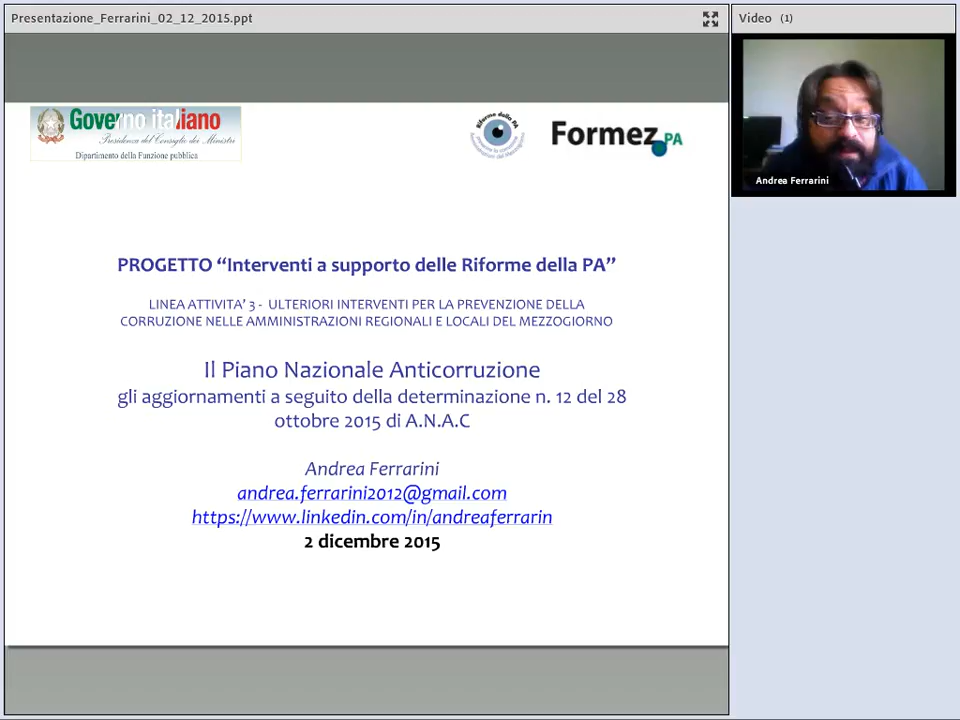 Presentazione_Ferrarini_02_12_2015.ppt
Video (1)
Governo italiano
Presidenza del Consiglio dei Ministri
Dipartimento della Funzione pubblica
Riforme della PA
Formez PA
Andrea Ferrarini
PROGETTO “Interventi a supporto delle Riforme della PA”
LINEA ATTIVITA’ 3 - ULTERIORI INTERVENTI PER LA PREVENZIONE DELLA
CORRUZIONE NELLE AMMINISTRAZIONI REGIONALI E LOCALI DEL MEZZOGIORNO
Il Piano Nazionale Anticorruzione
gli aggiornamenti a seguito della determinazione n. 12 del 28
ottobre 2015 di A.N.A.C
Andrea Ferrarini
andrea.ferrarini2012@gmail.com
https://www.linkedin.com/in/andreaferrarin
2 dicembre 2015